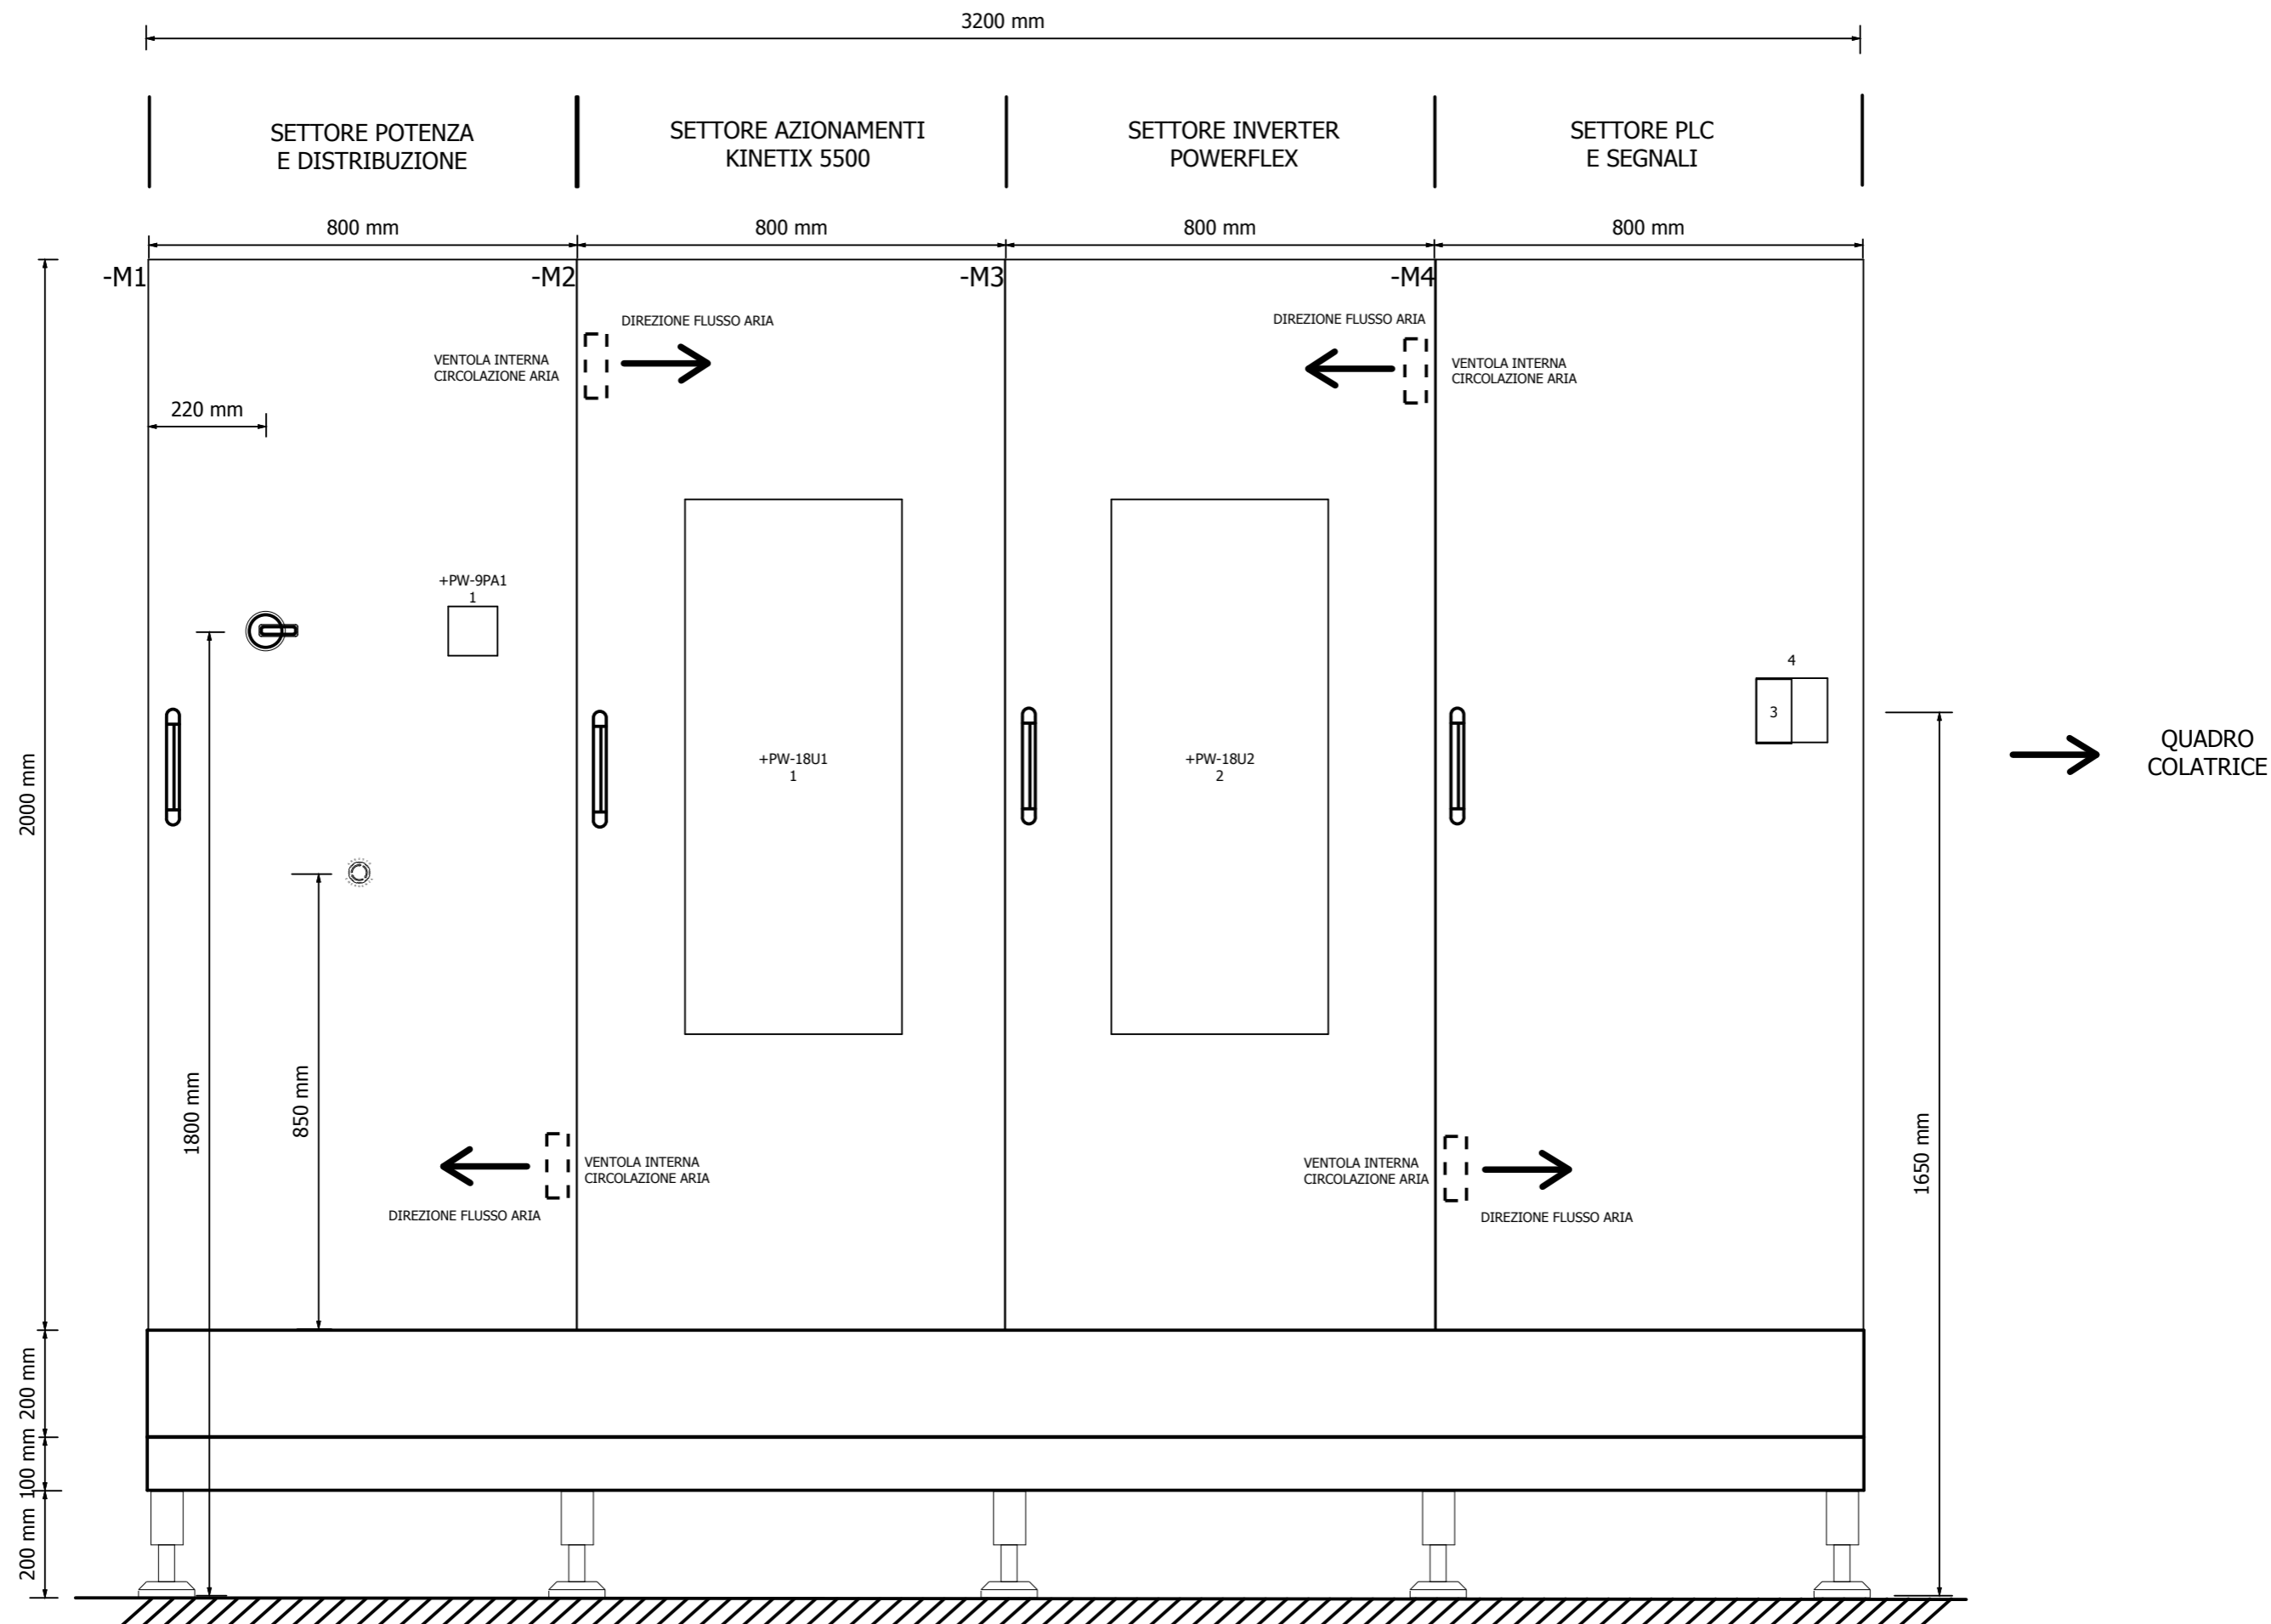 3200 mm
SETTORE POTENZA
E DISTRIBUZIONE
SETTORE AZIONAMENTI
KINETIX 5500
SETTORE INVERTER
POWERFLEX
SETTORE PLC
E SEGNALI
800 mm
800 mm
800 mm
800 mm
-M1
-M2
-M3
-M4
DIREZIONE FLUSSO ARIA
VENTOLA INTERNA
CIRCOLAZIONE ARIA
DIREZIONE FLUSSO ARIA
VENTOLA INTERNA
CIRCOLAZIONE ARIA
220 mm
+PW-9PA1
1
4
3
+PW-18U1
1
+PW-18U2
2
QUADRO
COLATRICE
2000 mm
1800 mm
850 mm
1650 mm
VENTOLA INTERNA
CIRCOLAZIONE ARIA
DIREZIONE FLUSSO ARIA
VENTOLA INTERNA
CIRCOLAZIONE ARIA
DIREZIONE FLUSSO ARIA
200 mm
100 mm
200 mm